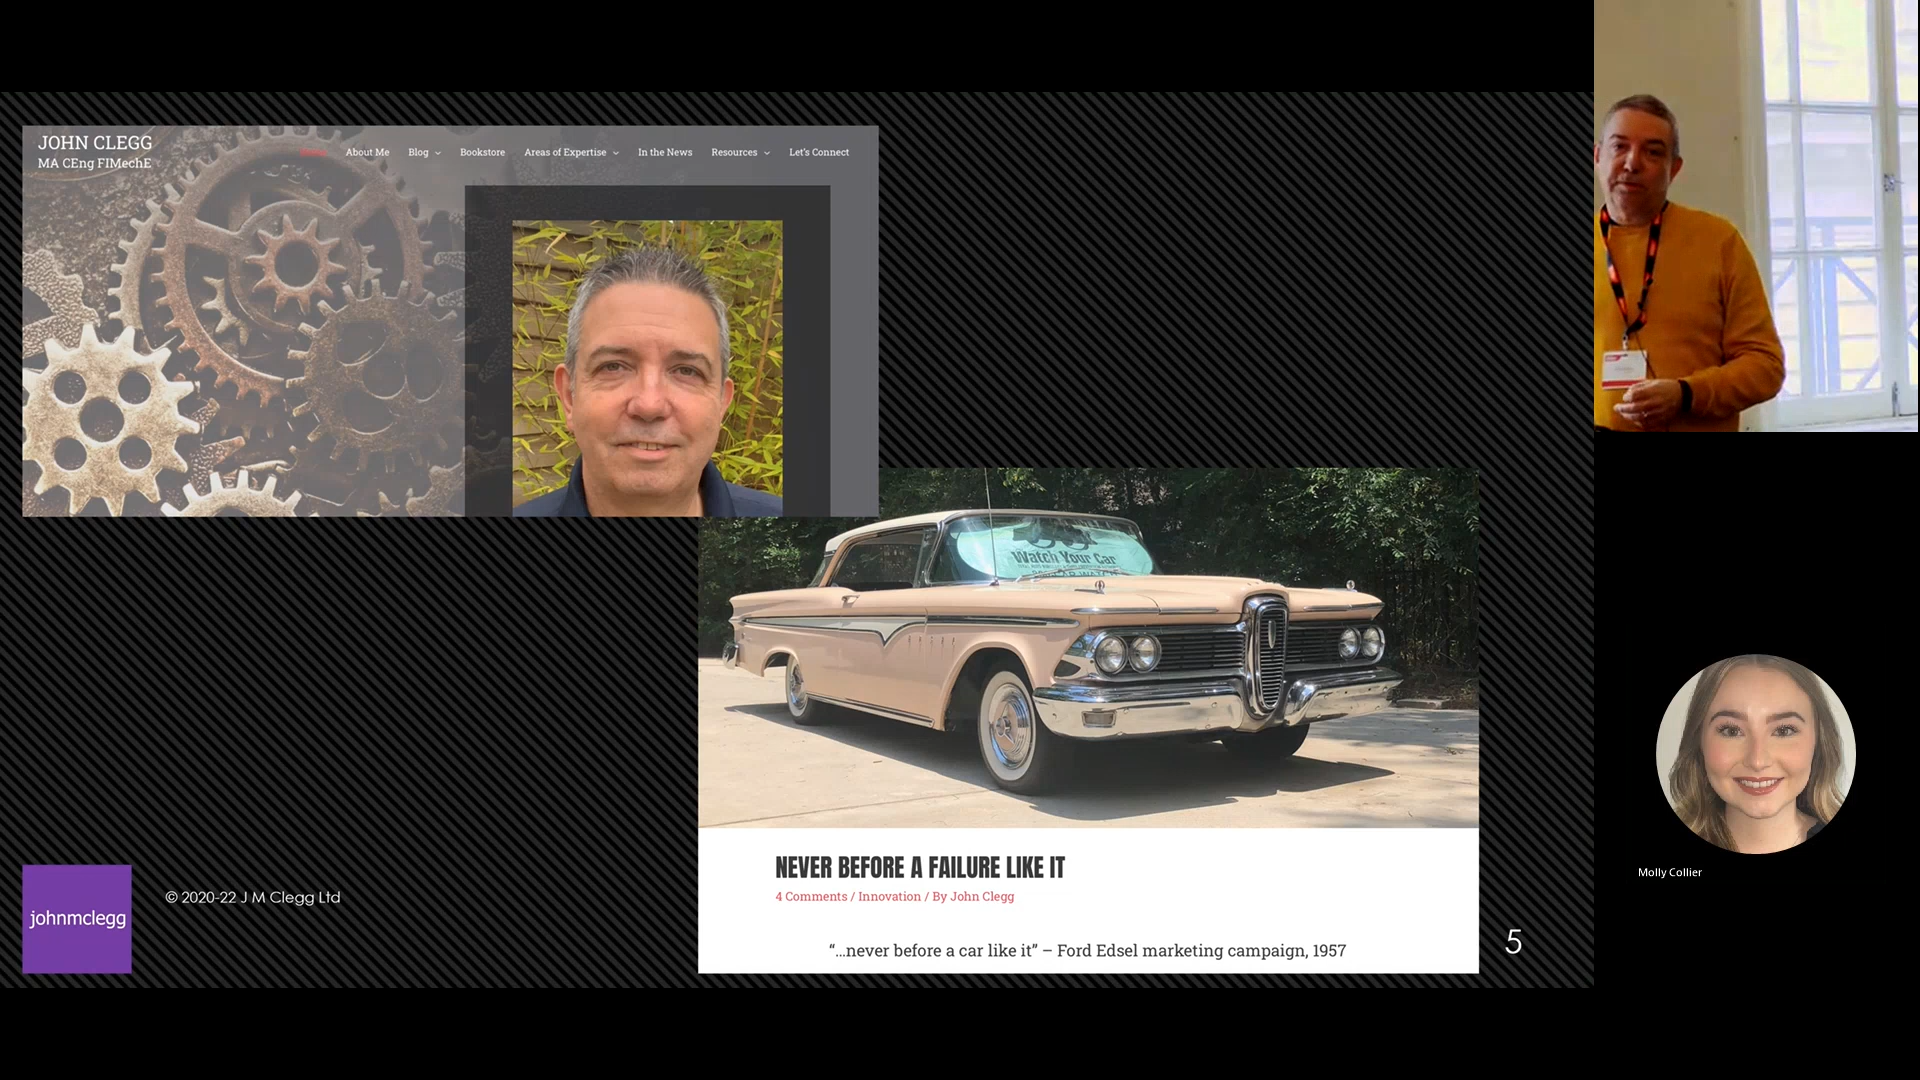 JOHN CLEGG
MA CEng FIMechE
Home About Me Blog Bookstore Areas of Expertise In the News Resources Let's Connect
Watch Your Car
NEVER BEFORE A FAILURE LIKE IT
4 Comments / Innovation / By John Clegg
"...never before a car like it" – Ford Edsel marketing campaign, 1957
johnmclegg
© 2020-22 J M Clegg Ltd
5
Molly Collier